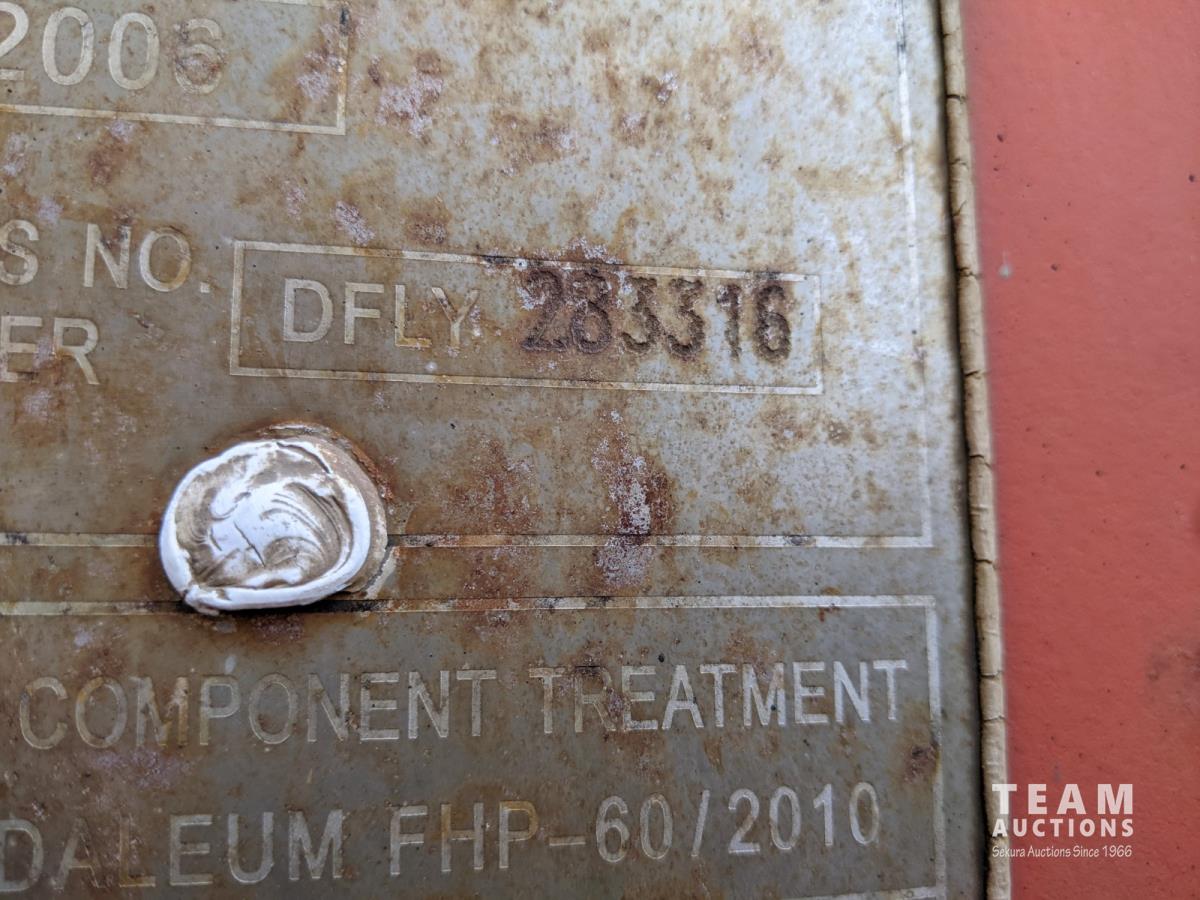 2006
S NO.
ER
DFLY 283316
COMPONENT TREATMENT
DALEUM FHP-60/2010
TEAM
AUCTIONS
Sekura Auctions Since 1966